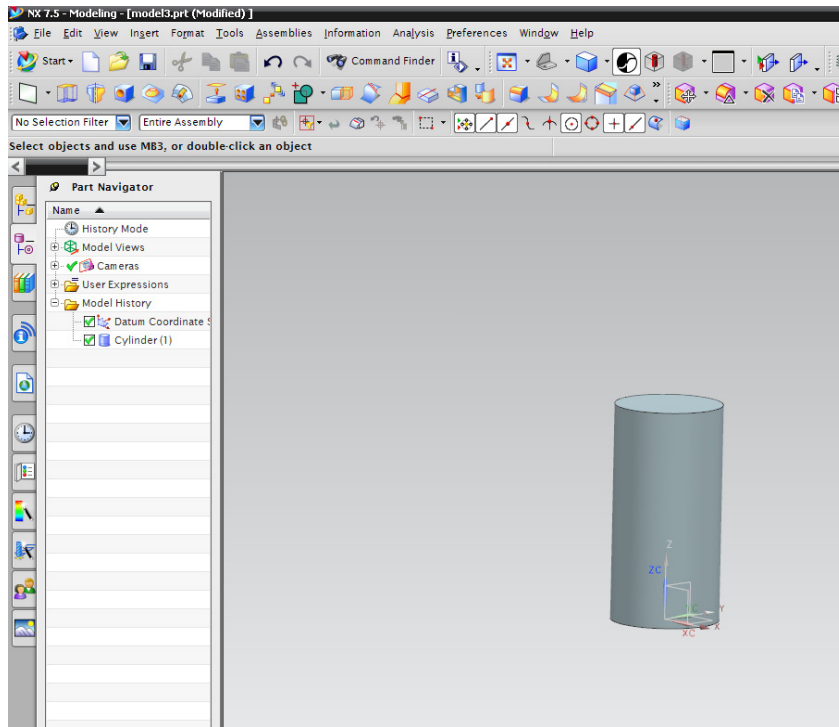 NX 7.5 - Modeling - [model3.prt (Modified) ]
File Edit View Insert Format Tools Assemblies Information Analysis Preferences Window Help
Start Command Finder
No Selection Filter Entire Assembly
Select objects and use MB3, or double-click an object
Part Navigator
Name
History Mode
Model Views
Cameras
User Expressions
Model History
Datum Coordinate S
Cylinder (1)
Z
ZC
Y
XC X